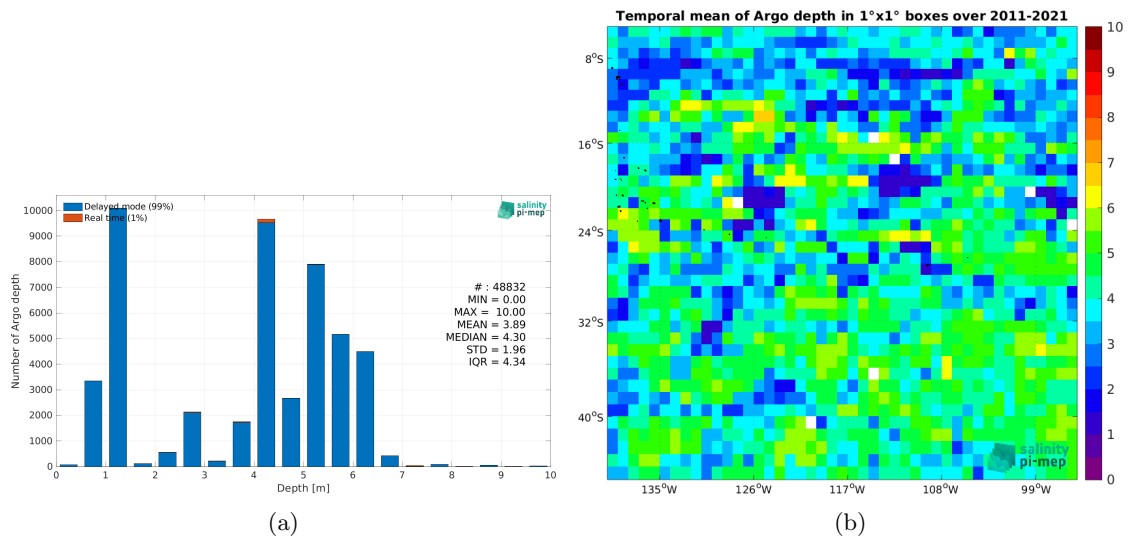 Temporal mean of Argo depth in 1°x1° boxes over 2011-2021
Delayed mode (99%)
Real time (1%)
salinity
pi-mep
10000
9000
8000
7000
6000
5000
4000
3000
2000
1000
0
Number of Argo depth
# : 48832
MIN = 0.00
MAX = 10.00
MEAN = 3.89
MEDIAN = 4.30
STD = 1.96
IQR = 4.34
0 1 2 3 4 5 6 7 8 9 10
Depth [m]
(a)
8°S
16°S
24°S
32°S
40°S
135°W 126°W 117°W 108°W 99°W
salinity
pi-mep
10
9
8
7
6
5
4
3
2
1
0
(b)